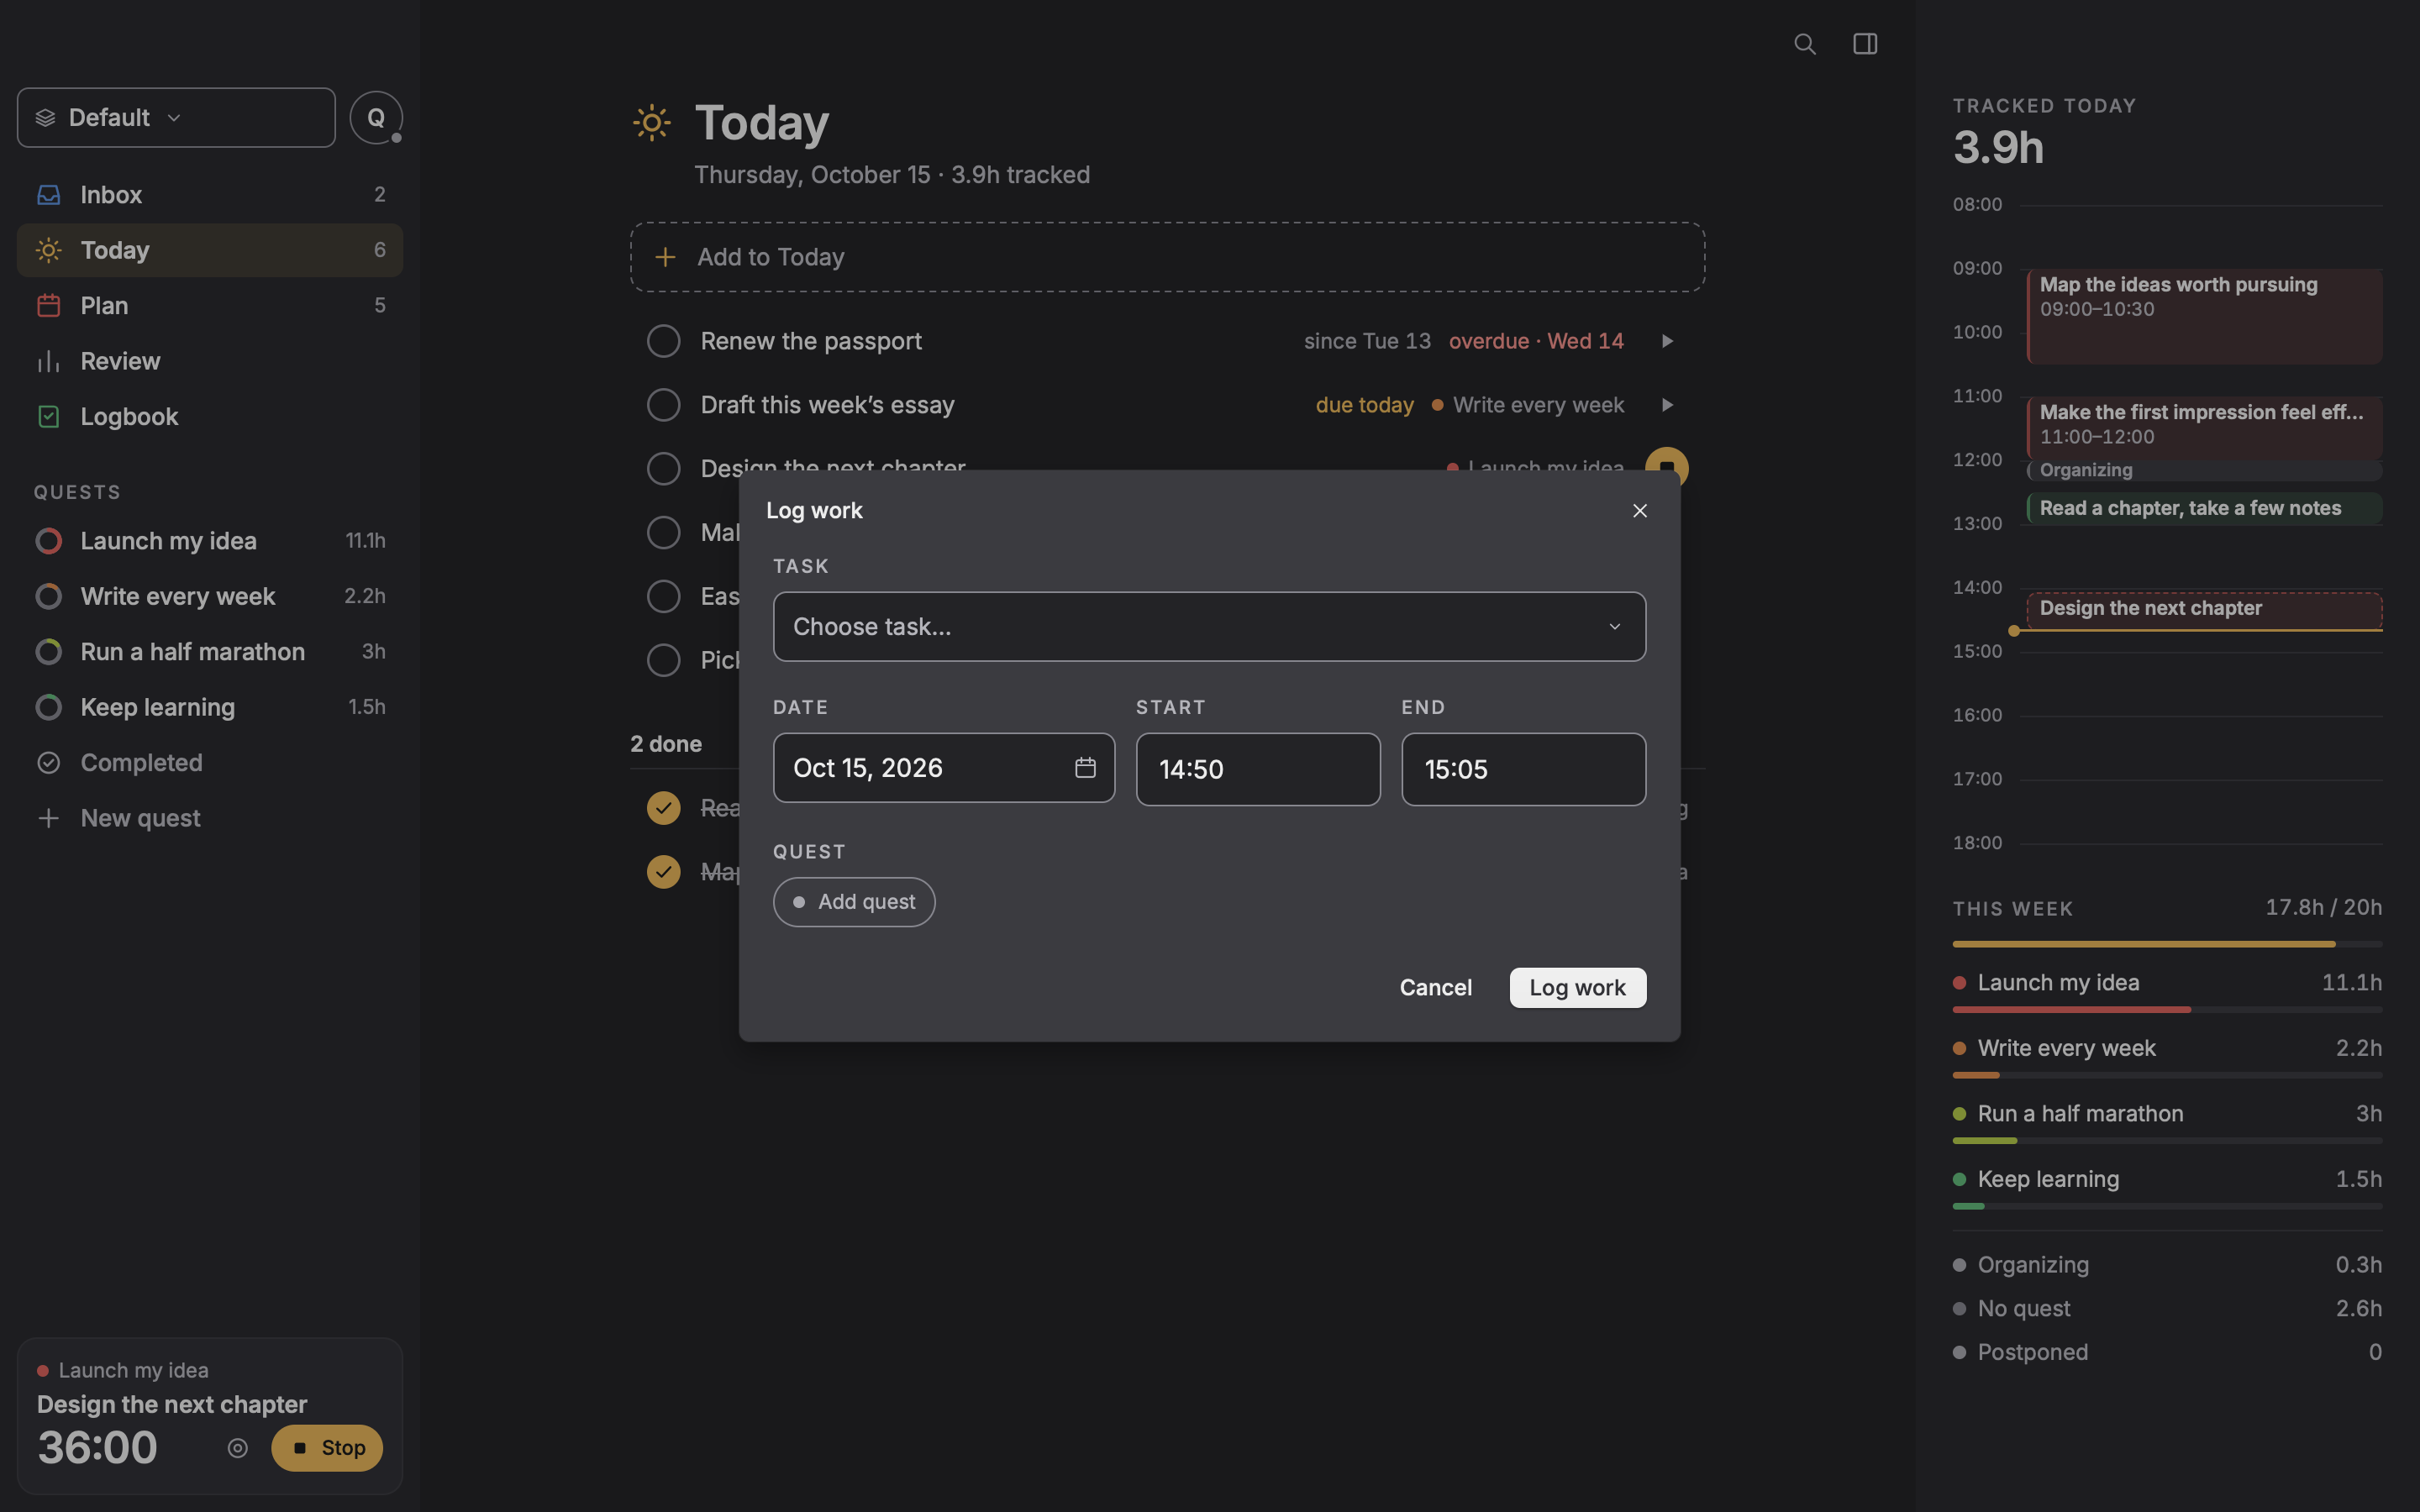 Default
Q
Inbox 2
Today 6
Plan 5
Review
Logbook
QUESTS
Launch my idea 11.1h
Write every week 2.2h
Run a half marathon 3h
Keep learning 1.5h
Completed
New quest
Launch my idea
Design the next chapter
36:00
Stop
Today
Thursday, October 15 · 3.9h tracked
Add to Today
Renew the passport since Tue 13 overdue · Wed 14
Draft this week’s essay due today Write every week
Design the next chapter Launch my idea
2 done
Log work
TASK
Choose task...
DATE START END
Oct 15, 2026 14:50 15:05
QUEST
Add quest
Cancel Log work
TRACKED TODAY
3.9h
08:00
09:00
Map the ideas worth pursuing
09:00–10:30
10:00
11:00
Make the first impression feel eff...
11:00–12:00
12:00
Organizing
Read a chapter, take a few notes
13:00
14:00
Design the next chapter
15:00
16:00
17:00
18:00
THIS WEEK 17.8h / 20h
Launch my idea 11.1h
Write every week 2.2h
Run a half marathon 3h
Keep learning 1.5h
Organizing 0.3h
No quest 2.6h
Postponed 0